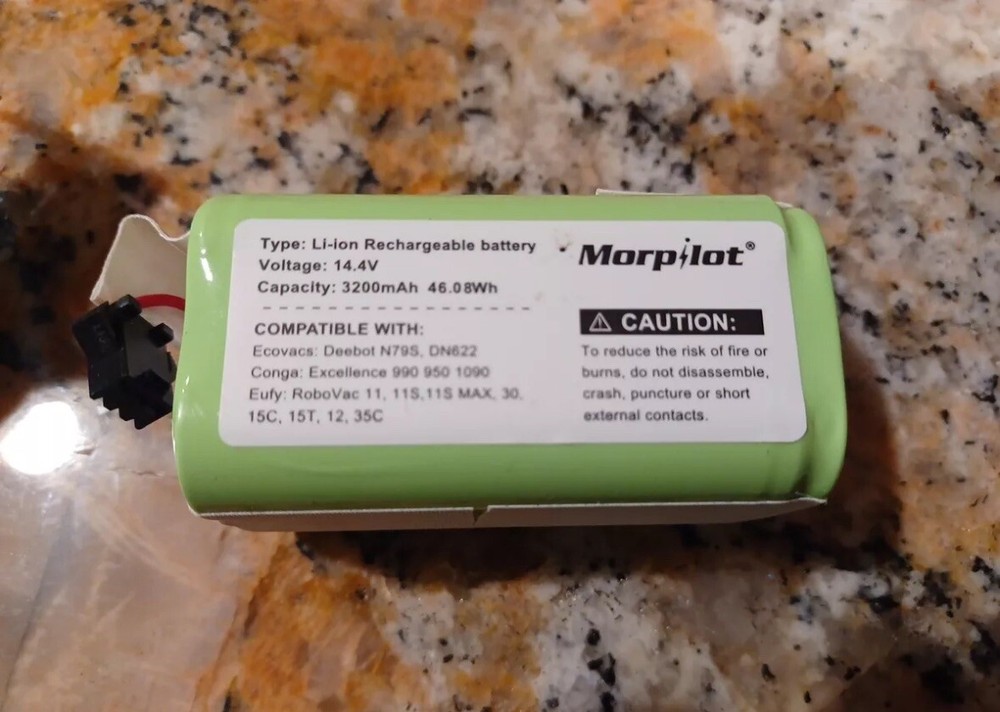 Type: Li-ion Rechargeable battery
Voltage: 14.4V
Capacity: 3200mAh 46.08Wh
COMPATIBLE WITH:
Ecovacs: Deebot N79S, DN622
Conga: Excellence 990 950 1090
Eufy: RoboVac 11, 11S,11S MAX, 30,
15C, 15T, 12, 35C
Morpilot®
⚠ CAUTION:
To reduce the risk of fire or
burns, do not disassemble,
crash, puncture or short
external contacts.